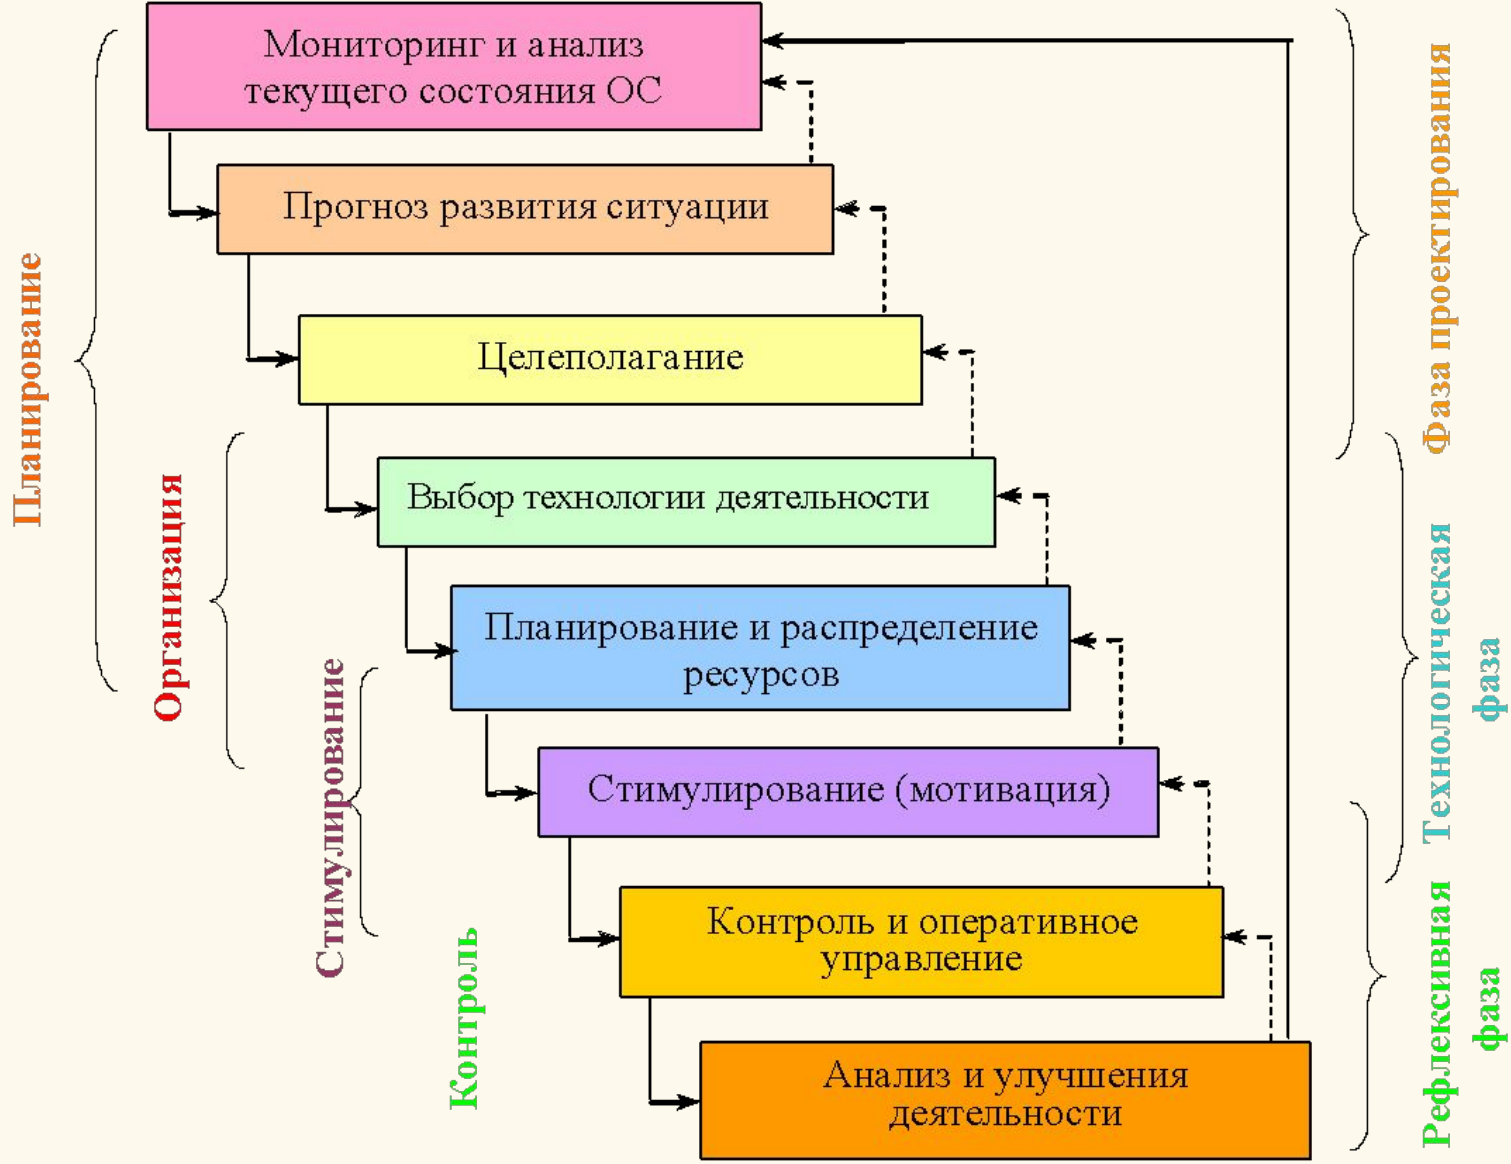 Мониторинг и анализ
текущего состояния ОС
Прогноз развития ситуации
Целеполагание
Выбор технологии деятельности
Планирование и распределение
ресурсов
Стимулирование (мотивация)
Контроль и оперативное
управление
Анализ и улучшения
деятельности
Планирование
Организация
Стимулирование
Контроль
Фаза проектирования
Технологическая
фаза
Рефлексивная
фаза